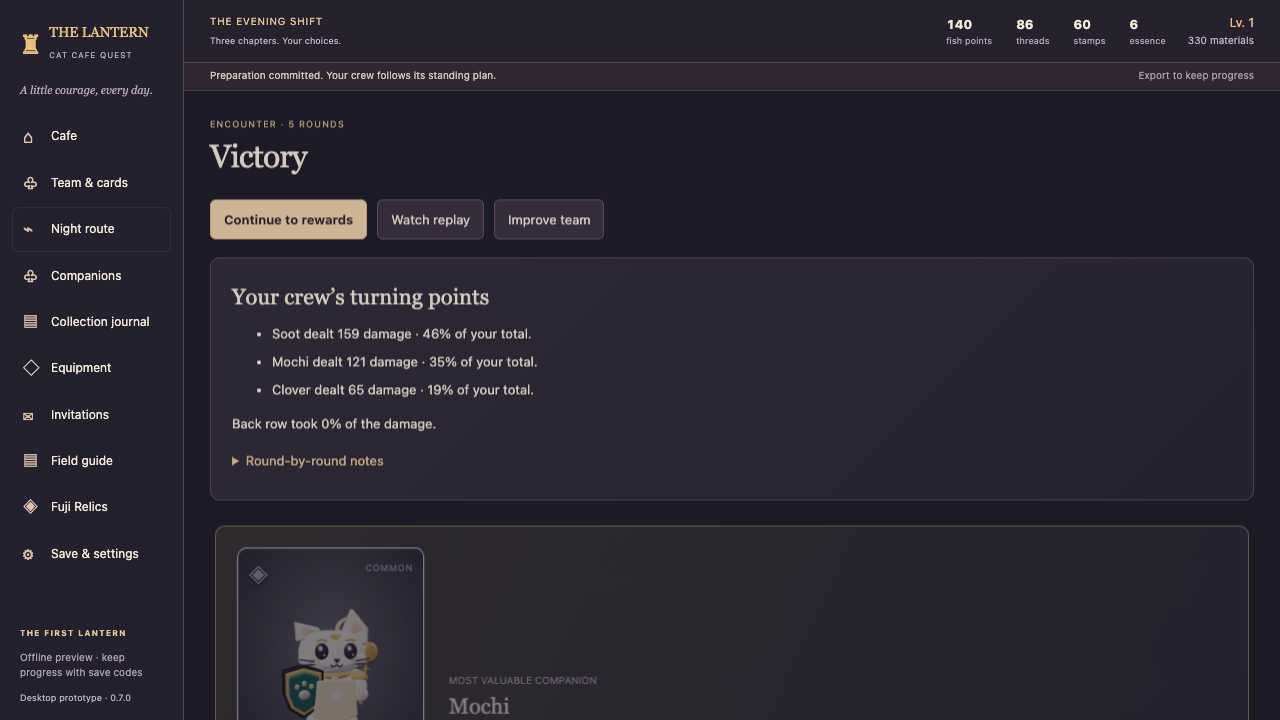 THE LANTERN
CAT CAFE QUEST
A little courage, every day.
Cafe
Team & cards
Night route
Companions
Collection journal
Equipment
Invitations
Field guide
Fuji Relics
Save & settings
THE FIRST LANTERN
Offline preview · keep
progress with save codes
Desktop prototype · 0.7.0
THE EVENING SHIFT
Three chapters. Your choices.
140
fish points
86
threads
60
stamps
6
essence
Lv. 1
330 materials
Preparation committed. Your crew follows its standing plan.
Export to keep progress
ENCOUNTER · 5 ROUNDS
Victory
Continue to rewards
Watch replay
Improve team
Your crew’s turning points
• Soot dealt 159 damage · 46% of your total.
• Mochi dealt 121 damage · 35% of your total.
• Clover dealt 65 damage · 19% of your total.
Back row took 0% of the damage.
Round-by-round notes
COMMON
MOST VALUABLE COMPANION
Mochi